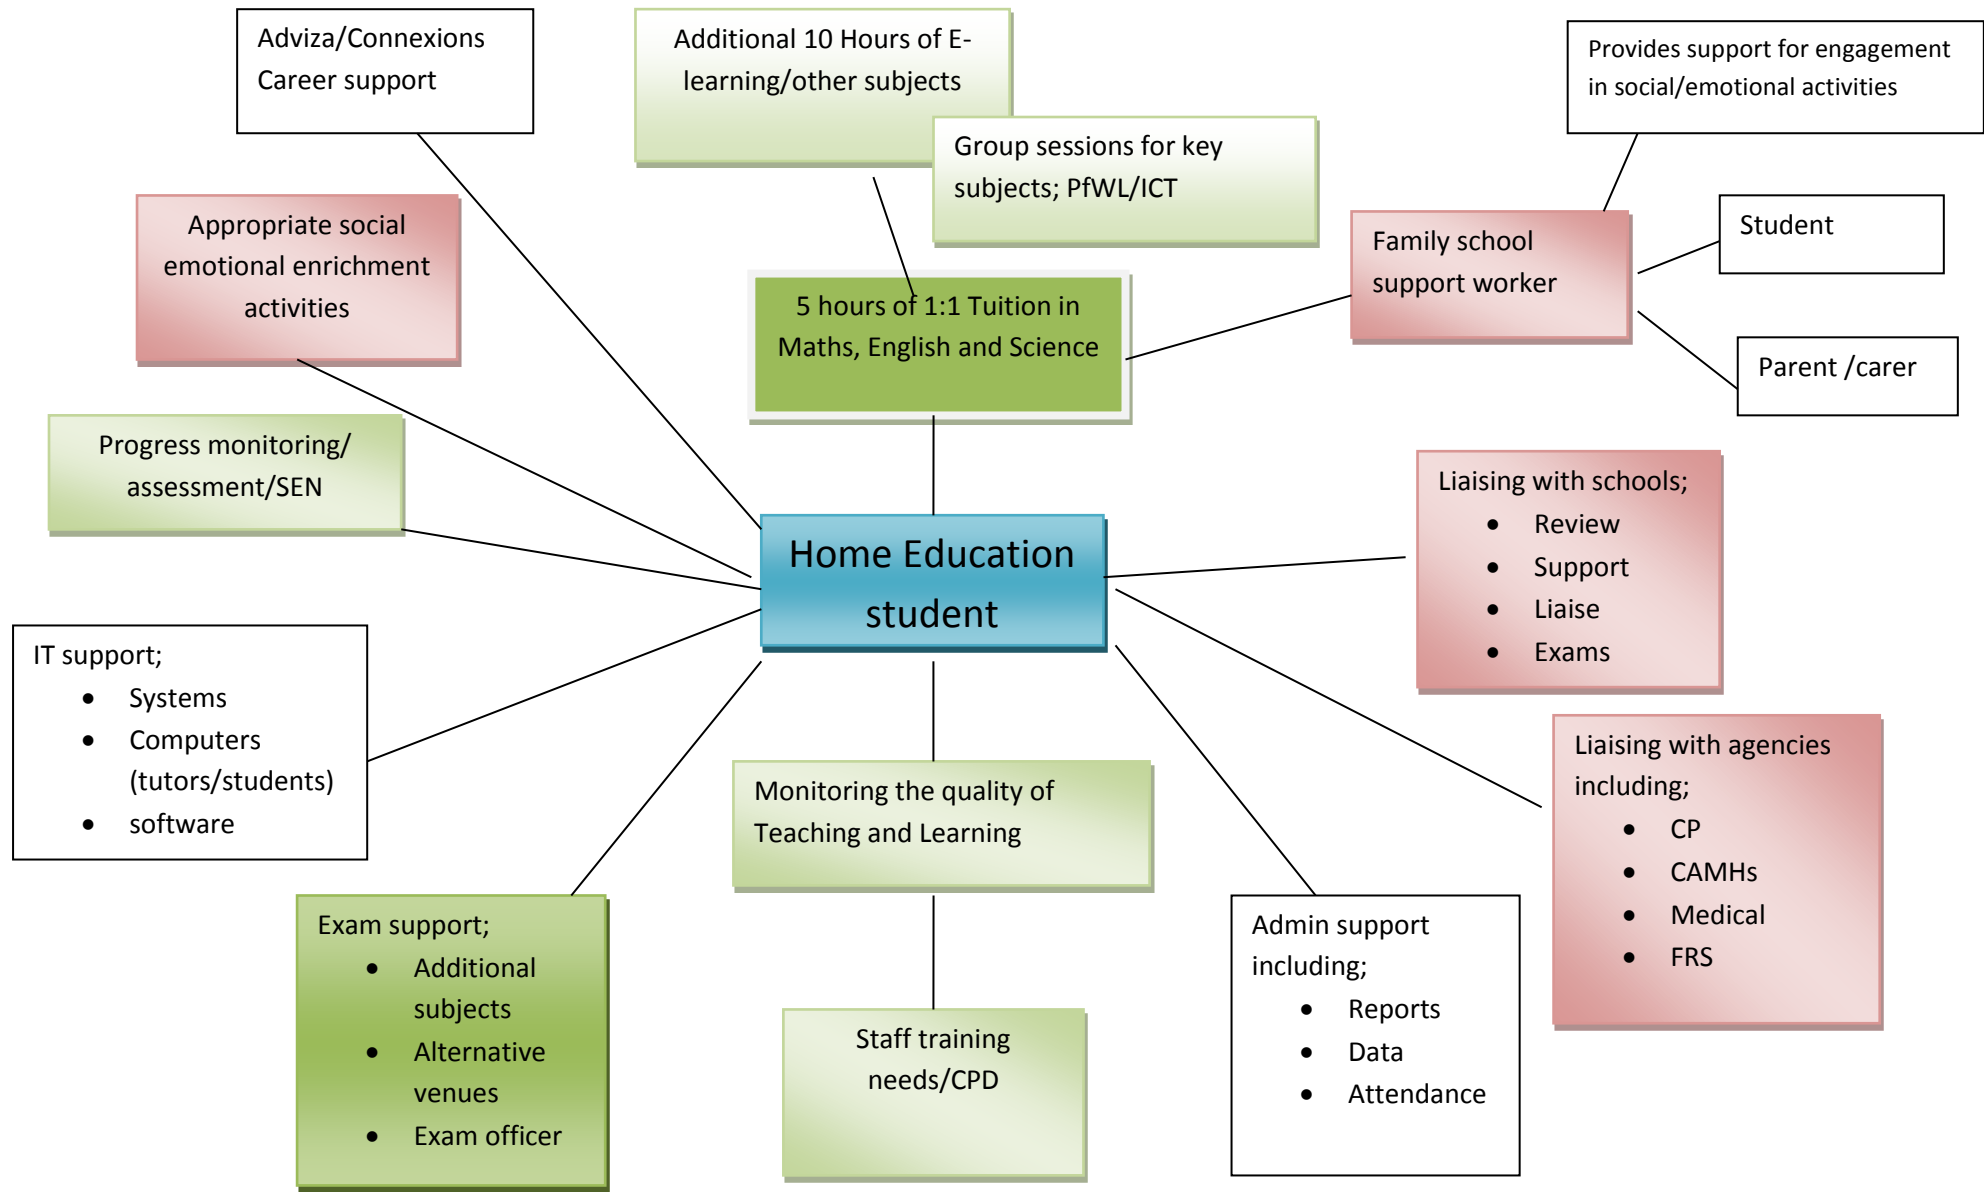 Adviza/Connexions
Career support
Additional 10 Hours of E-
learning/other subjects
Group sessions for key
subjects; PfWL/ICT
Provides support for engagement
in social/emotional activities
Appropriate social
emotional enrichment
activities
Family school
support worker
Student
Parent /carer
5 hours of 1:1 Tuition in
Maths, English and Science
Progress monitoring/
assessment/SEN
Home Education
student
Liaising with schools;
• Review
• Support
• Liaise
• Exams
IT support;
• Systems
• Computers
(tutors/students)
• software
Monitoring the quality of
Teaching and Learning
Liaising with agencies
including;
• CP
• CAMHs
• Medical
• FRS
Exam support;
• Additional
subjects
• Alternative
venues
• Exam officer
Staff training
needs/CPD
Admin support
including;
• Reports
• Data
• Attendance